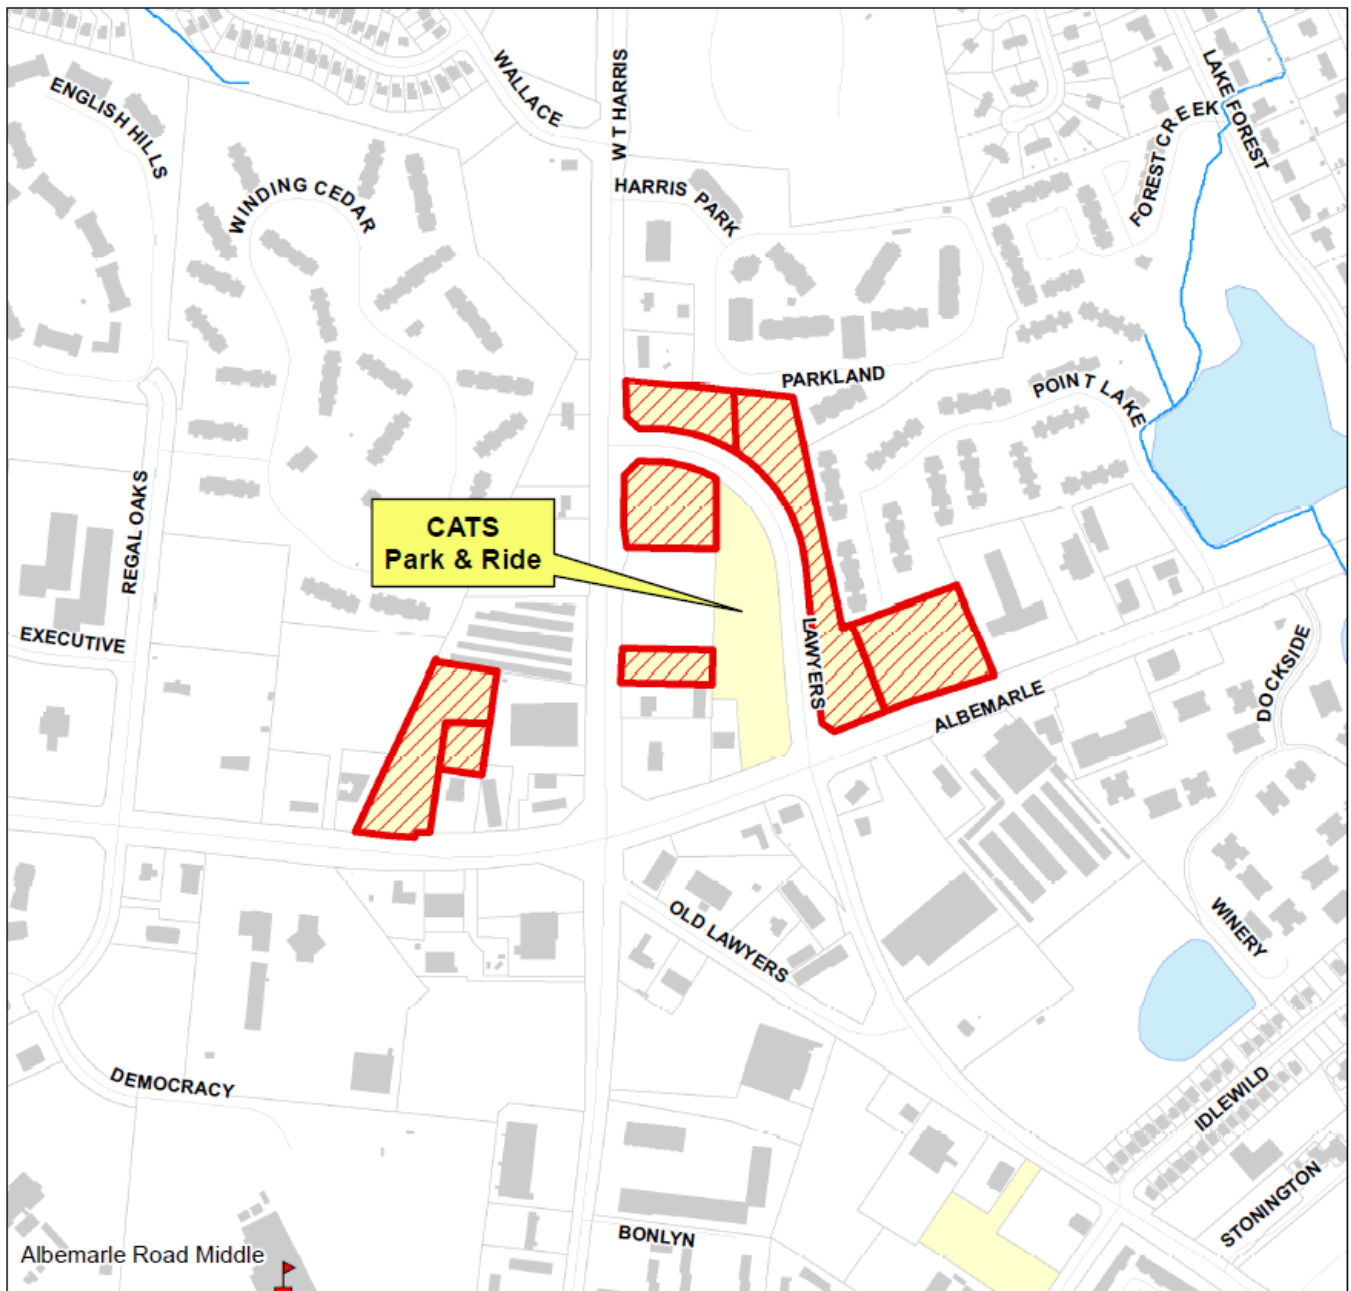 LAKE FOREST
WALLACE
W T HARRIS
ENGLISH HILLS
FOREST CREEK
WINDING CEDAR
HARRIS PARK
PARKLAND
POINT LAKE
REGAL OAKS
CATS
Park & Ride
LAWYERS
EXECUTIVE
DOCKSIDE
ALBEMARLE
OLD LAWYERS
WINERY
DEMOCRACY
IDLEWILD
STONINGTON
BONLYN
Albemarle Road Middle